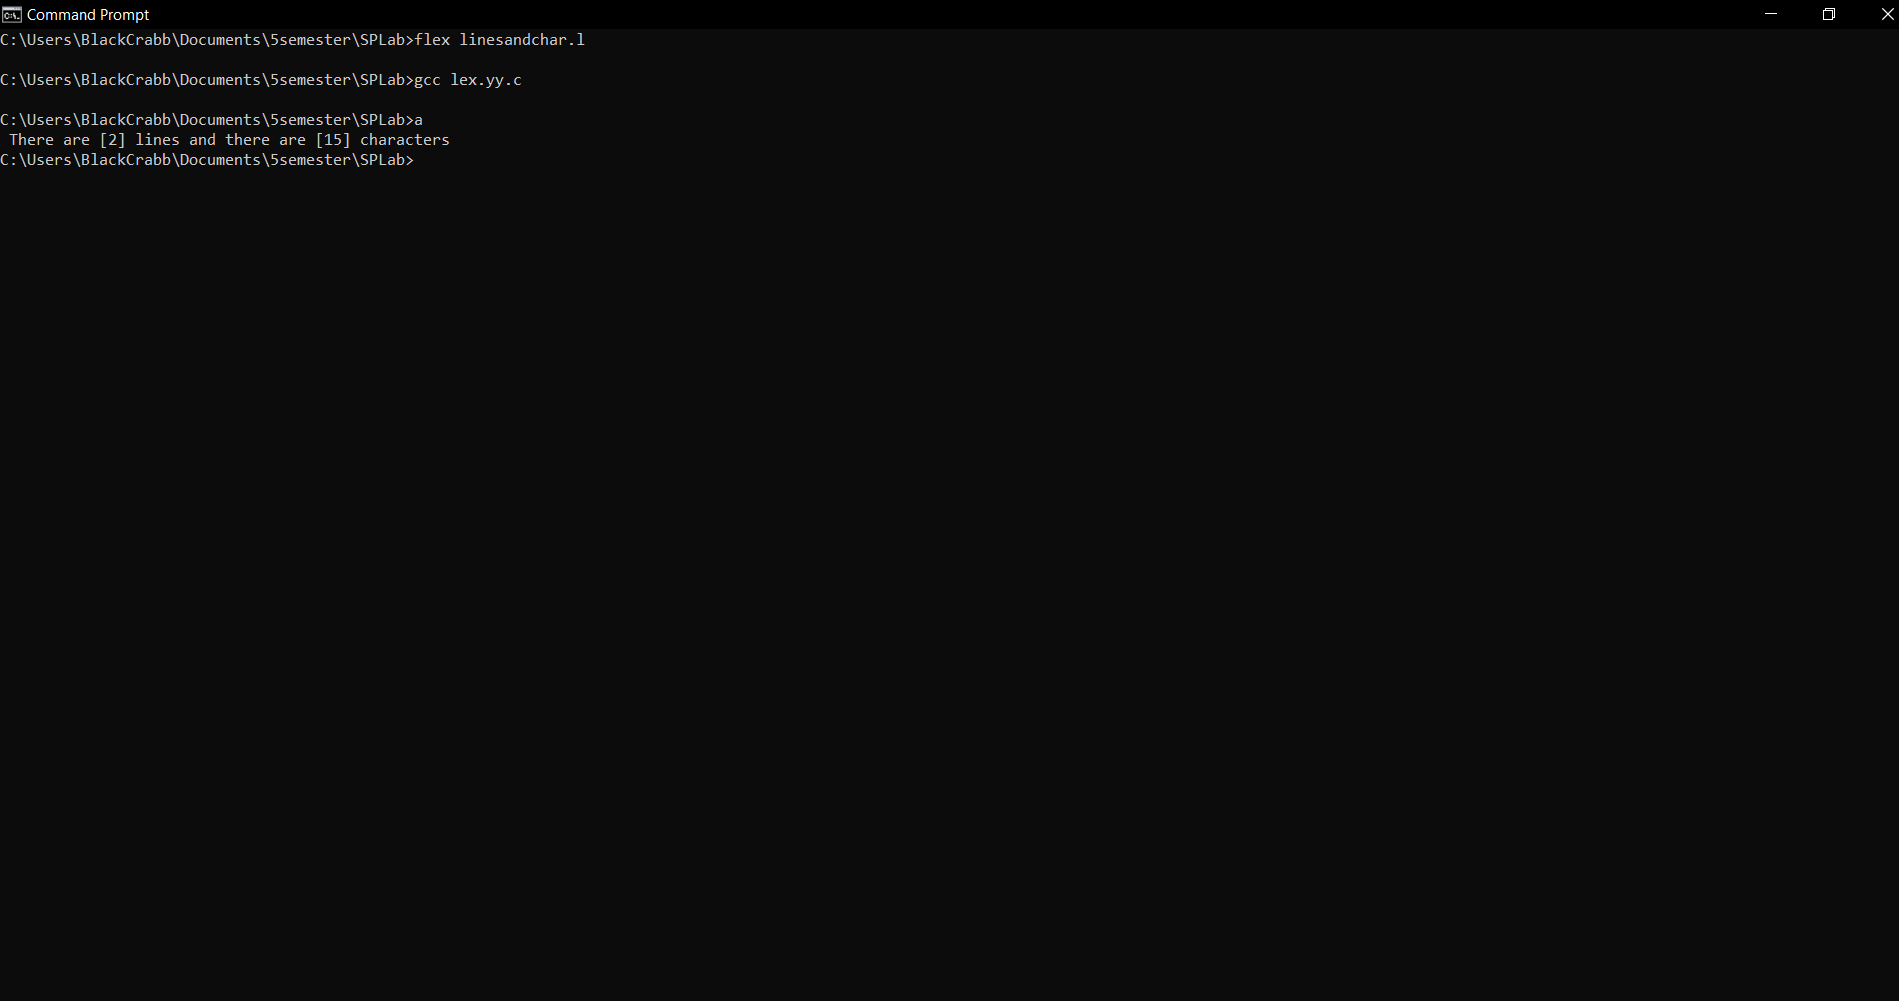 Command Prompt
C:\Users\BlackCrabb\Documents\5semester\SPLab>flex linesandchar.l
C:\Users\BlackCrabb\Documents\5semester\SPLab>gcc lex.yy.c
C:\Users\BlackCrabb\Documents\5semester\SPLab>a
 There are [2] lines and there are [15] characters
C:\Users\BlackCrabb\Documents\5semester\SPLab>